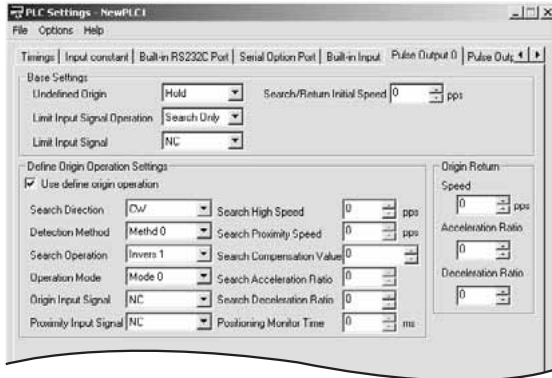 PLC Settings - NewPLC1
File Options Help
Timings Input constant Built-in RS232C Port Serial Option Port Built-in Input Pulse Output 0 Pulse Outp
Base Settings
Undefined Origin Hold Search/Return Initial Speed 0 pps
Limit Input Signal Operation Search Only
Limit Input Signal NC
Define Origin Operation Settings
Use define origin operation
Search Direction CW Search High Speed 0 pps
Detection Method Methd 0 Search Proximity Speed 0 pps
Search Operation Invers 1 Search Compensation Value 0
Operation Mode Mode 0 Search Acceleration Ratio 0
Origin Input Signal NC Search Deceleration Ratio 0
Proximity Input Signal NC Positioning Monitor Time 0 ms
Origin Return
Speed
0 pps
Acceleration Ratio
0
Deceleration Ratio
0